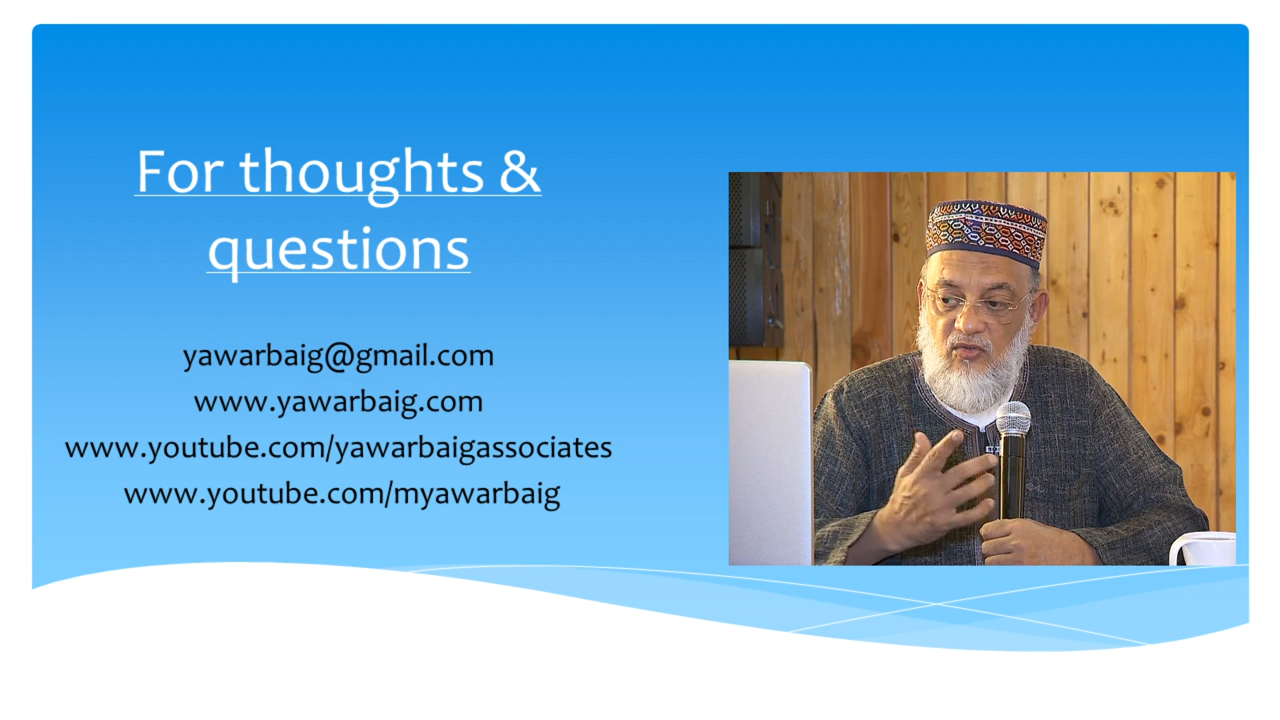 For thoughts &
questions
yawarbaig@gmail.com
www.yawarbaig.com
www.youtube.com/yawarbaigassociates
www.youtube.com/myawarbaig